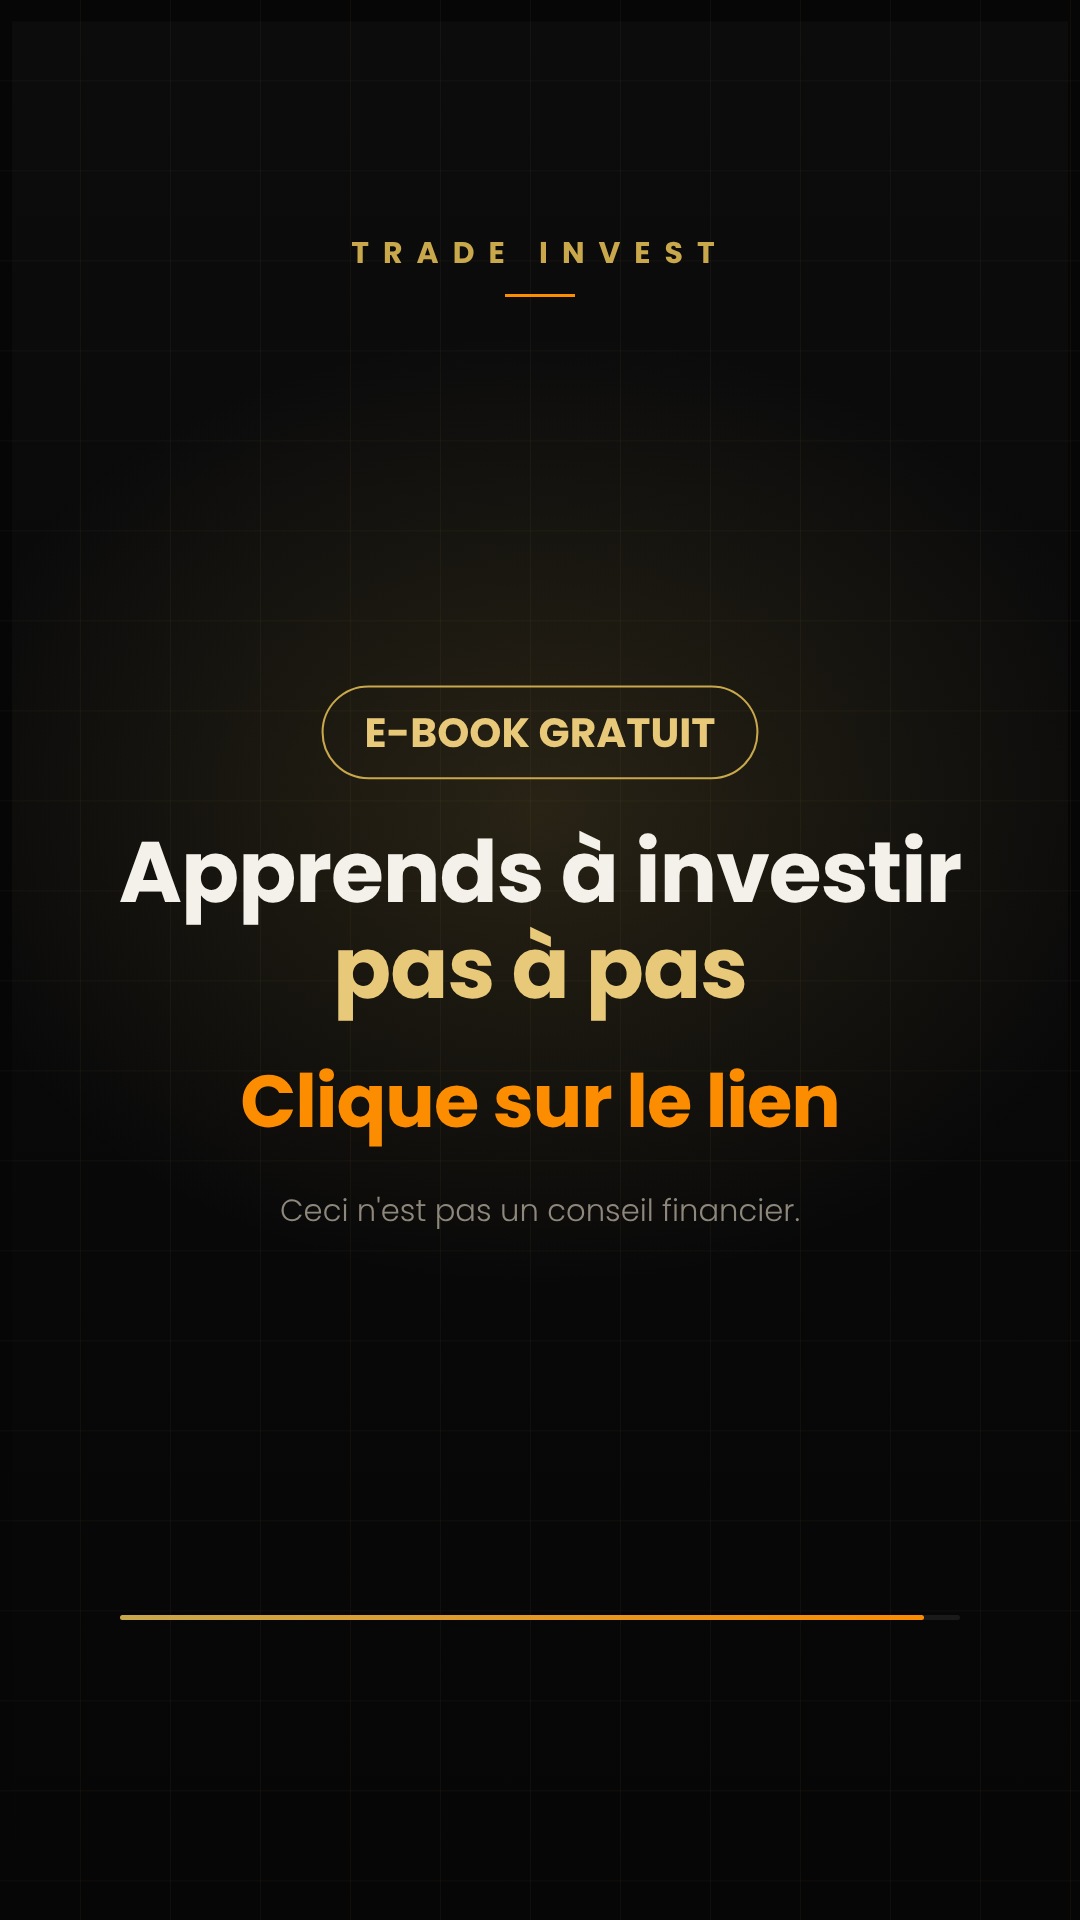 TRADE INVEST
E-BOOK GRATUIT
Apprends à investir
pas à pas
Clique sur le lien
Ceci n'est pas un conseil financier.